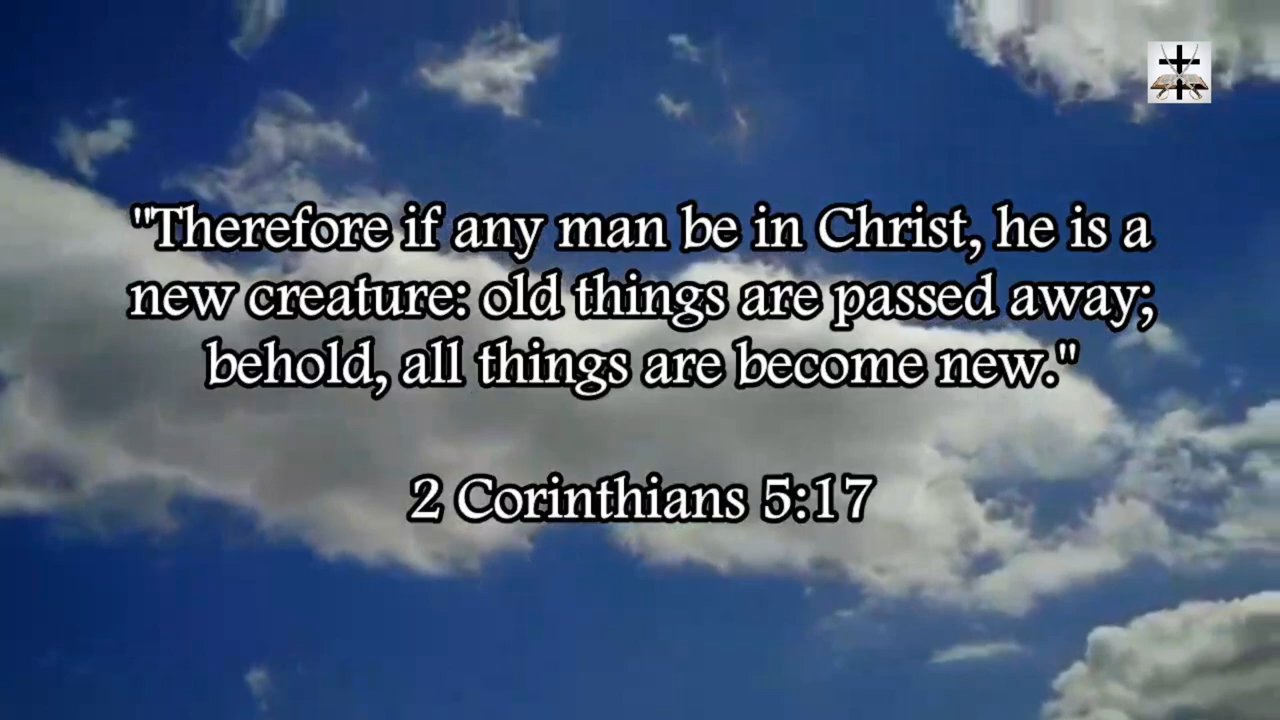 "Therefore if any man be in Christ, he is a
new creature: old things are passed away;
behold, all things are become new."
2 Corinthians 5:17